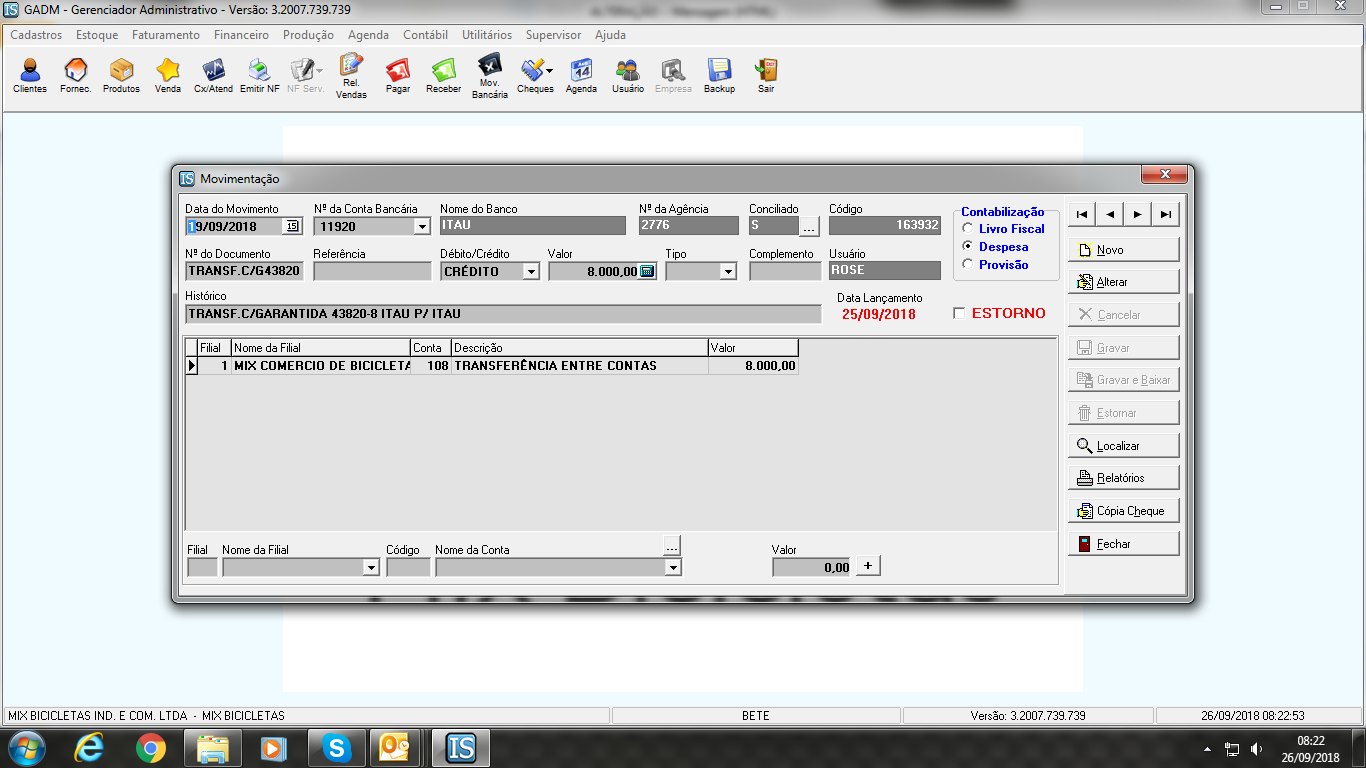 GADM - Gerenciador Administrativo - Versão: 3.2007.739.739
Cadastros Estoque Faturamento Financeiro Produção Agenda Contábil Utilitários Supervisor Ajuda
Clientes Fornec. Produtos Venda Cx/Atend Emitir NF NF Serv. Rel. Vendas Pagar Receber Mov. Bancária Cheques Agenda Usuário Empresa Backup Sair
IS Movimentação
Data do Movimento Nº da Conta Bancária Nome do Banco Nº da Agência Conciliado Código
19/09/2018 15 11920 ITAU 2776 S ... 163932
Contabilização
Livro Fiscal
Despesa
Provisão
Nº do Documento Referência Débito/Crédito Valor Tipo Complemento Usuário
TRANSF.C/G43820 CRÉDITO 8.000,00 ROSE
Histórico Data Lançamento
TRANSF.C/GARANTIDA 43820-8 ITAU P/ ITAU 25/09/2018 ESTORNO
Filial Nome da Filial Conta Descrição Valor
1 MIX COMERCIO DE BICICLETA 108 TRANSFERÊNCIA ENTRE CONTAS 8.000,00
Novo
Alterar
Cancelar
Gravar
Gravar e Baixar
Estornar
Localizar
Relatórios
Cópia Cheque
Fechar
Filial Nome da Filial Código Nome da Conta ... Valor
0,00 +
MIX BICICLETAS IND. E COM. LTDA - MIX BICICLETAS BETE Versão: 3.2007.739.739 26/09/2018 08:22:53
08:22
26/09/2018